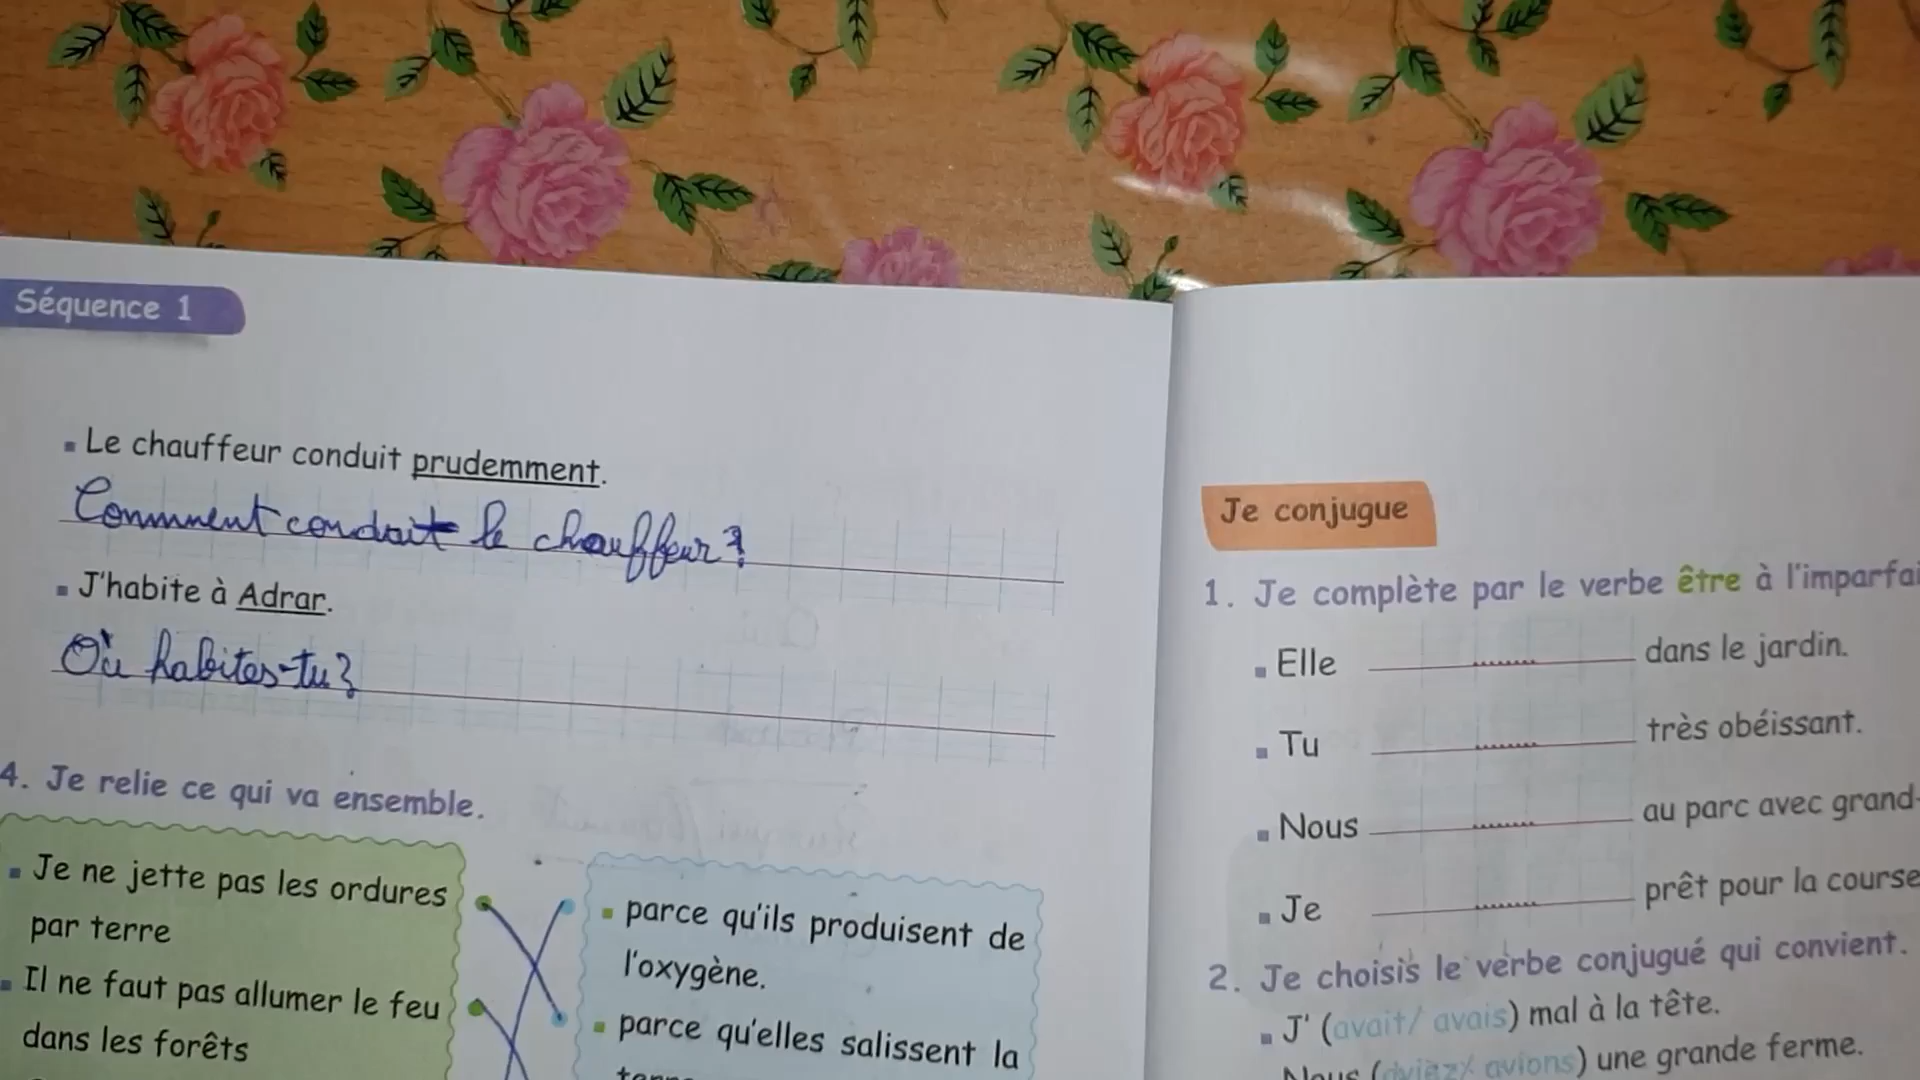 Séquence 1
Le chauffeur conduit prudemment.
Comment conduit le chauffeur?
J'habite à Adrar.
Où habites-tu?
4. Je relie ce qui va ensemble.
Je ne jette pas les ordures
par terre
Il ne faut pas allumer le feu
dans les forêts
parce qu'ils produisent de
l'oxygène.
parce qu'elles salissent la
Je conjugue
1. Je complète par le verbe être à l'imparfai
Elle ........ dans le jardin.
Tu ........ très obéissant.
Nous ........ au parc avec grand-
Je ........ prêt pour la course
2. Je choisis le verbe conjugué qui convient.
J' (avait/ avais) mal à la tête.
Nous (aviez/ avions) une grande ferme.